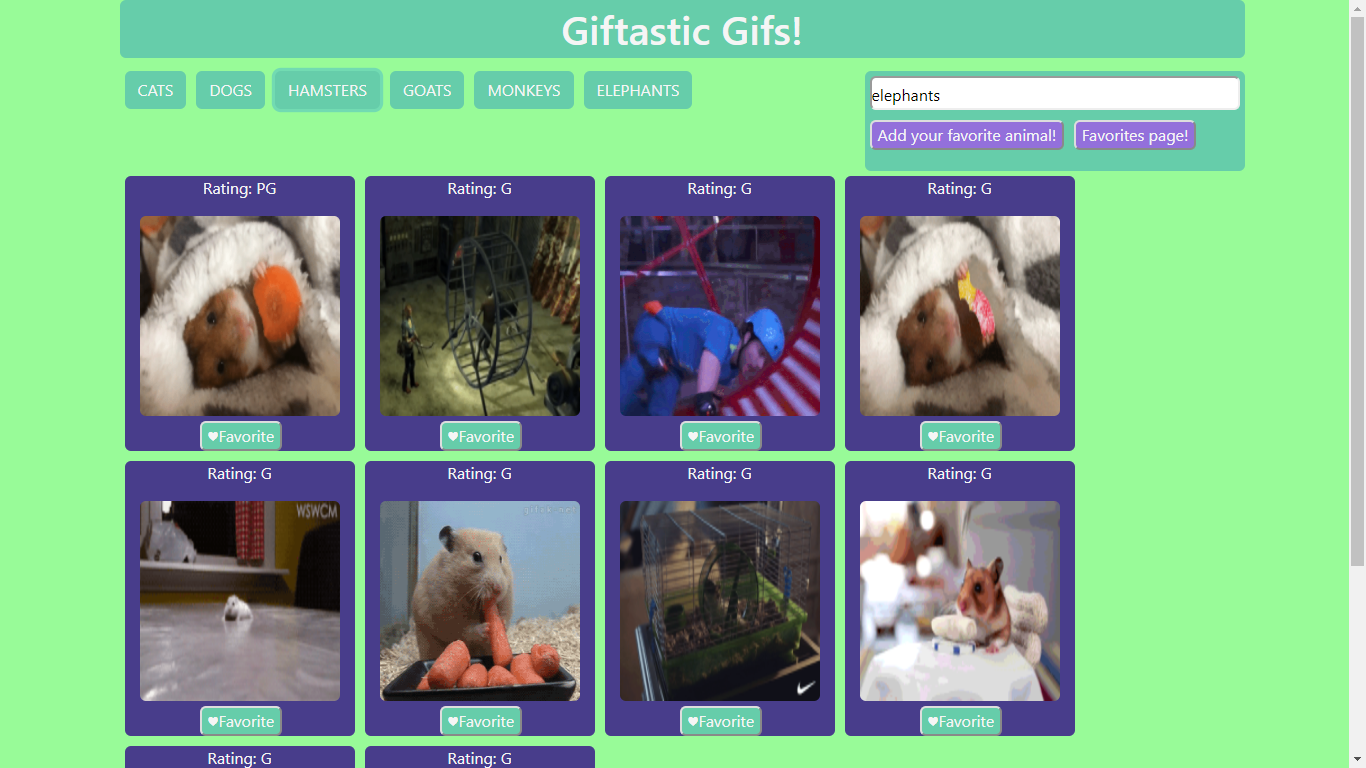 Giftastic Gifs!
CATS DOGS HAMSTERS GOATS MONKEYS ELEPHANTS
elephants
Add your favorite animal! Favorites page!
Rating: PG Rating: G Rating: G Rating: G
♥Favorite ♥Favorite ♥Favorite ♥Favorite
Rating: G Rating: G Rating: G Rating: G
WSWCM
♥Favorite ♥Favorite ♥Favorite ♥Favorite
Rating: G Rating: G